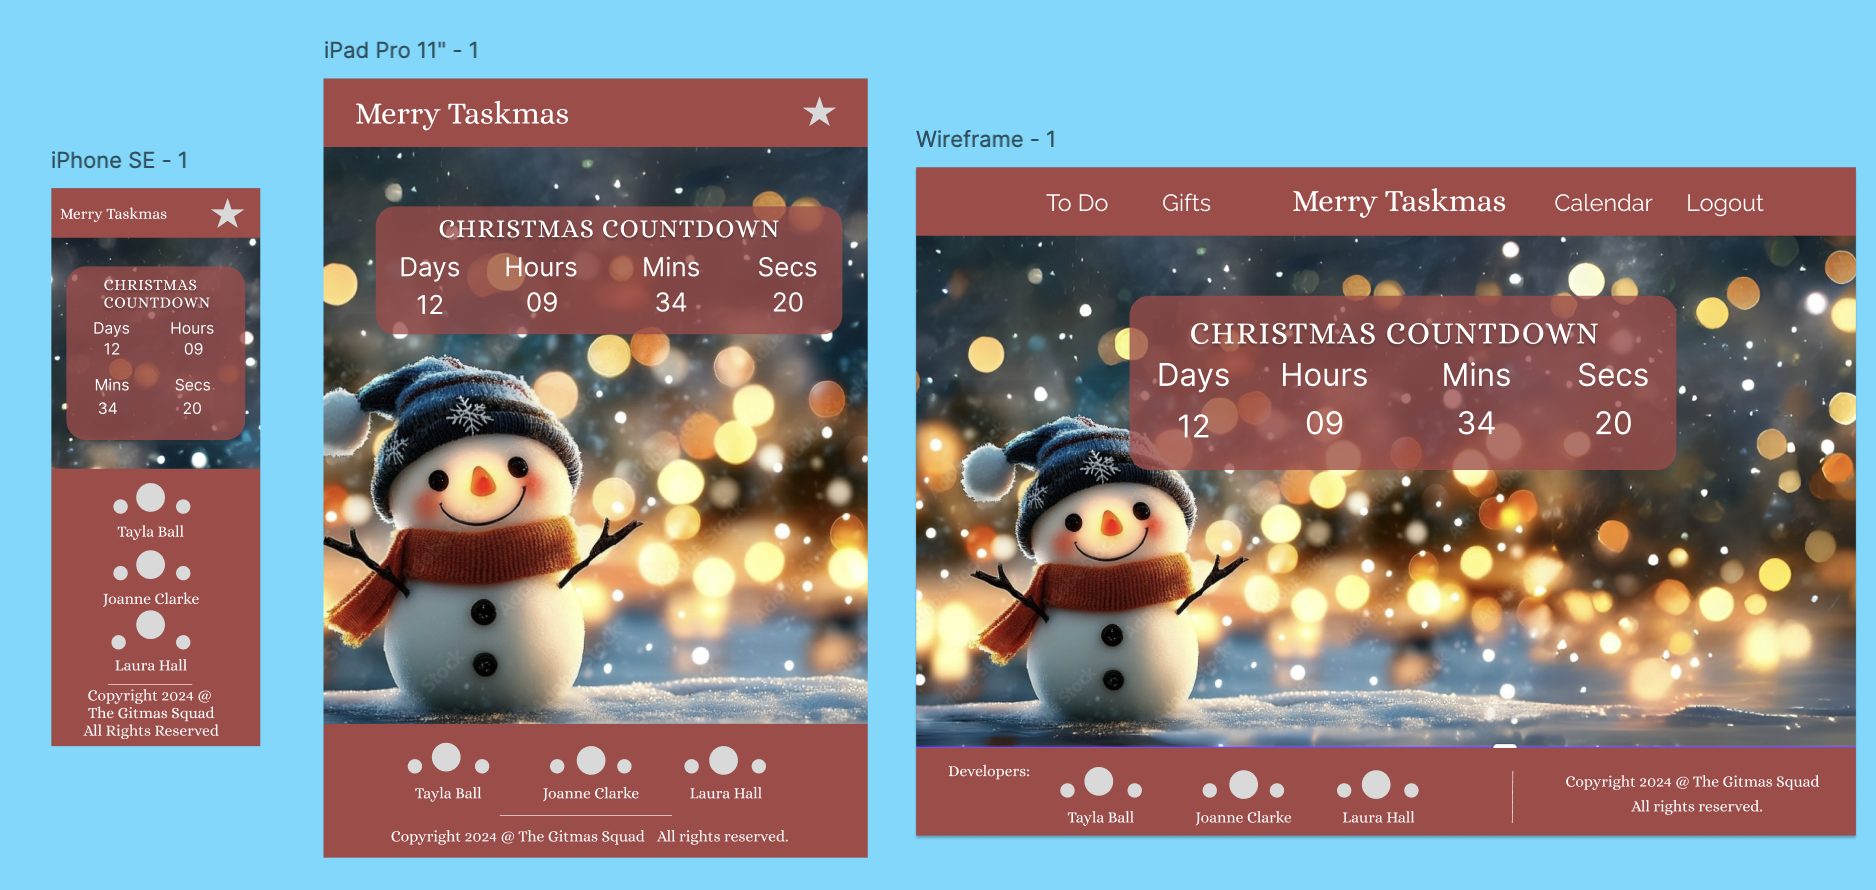 iPhone SE - 1
Merry Taskmas
CHRISTMAS
COUNTDOWN
Days Hours
12 09
Mins Secs
34 20
Tayla Ball
Joanne Clarke
Laura Hall
Copyright 2024 @
The Gitmas Squad
All Rights Reserved
iPad Pro 11" - 1
Merry Taskmas
CHRISTMAS COUNTDOWN
Days Hours Mins Secs
12 09 34 20
Tayla Ball Joanne Clarke Laura Hall
Copyright 2024 @ The Gitmas Squad All rights reserved.
Wireframe - 1
To Do Gifts Merry Taskmas Calendar Logout
CHRISTMAS COUNTDOWN
Days Hours Mins Secs
12 09 34 20
Developers:
Tayla Ball Joanne Clarke Laura Hall
Copyright 2024 @ The Gitmas Squad
All rights reserved.